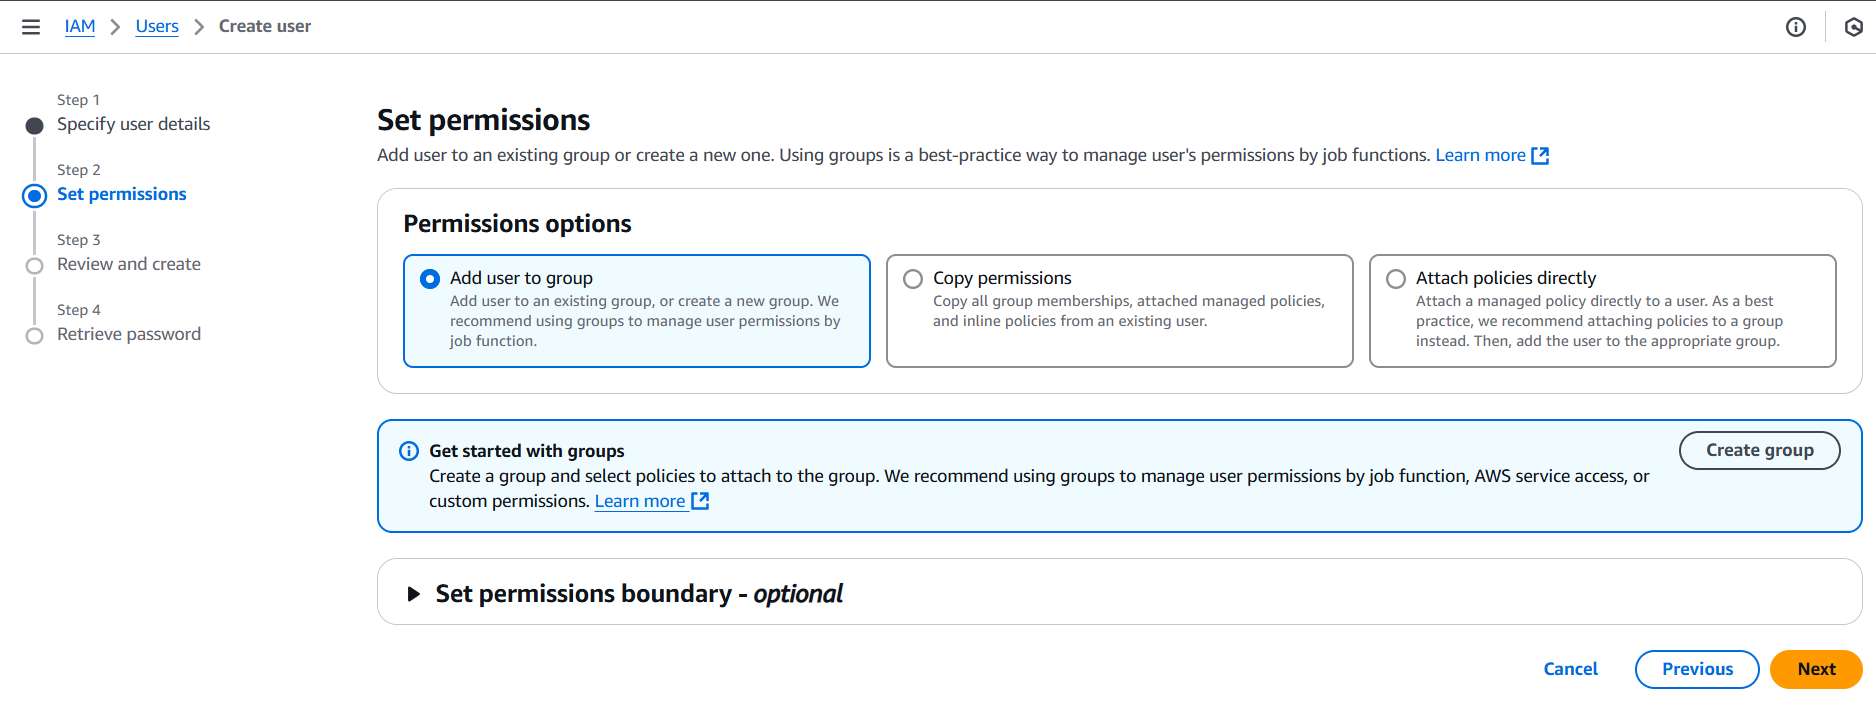 IAM
Users
Create user
Step 1
Specify user details
Step 2
Set permissions
Step 3
Review and create
Step 4
Retrieve password
Set permissions
Add user to an existing group or create a new one. Using groups is a best-practice way to manage user's permissions by job functions. Learn more
Permissions options
Add user to group
Add user to an existing group, or create a new group. We
recommend using groups to manage user permissions by
job function.
Copy permissions
Copy all group memberships, attached managed policies,
and inline policies from an existing user.
Attach policies directly
Attach a managed policy directly to a user. As a best
practice, we recommend attaching policies to a group
instead. Then, add the user to the appropriate group.
Get started with groups
Create a group and select policies to attach to the group. We recommend using groups to manage user permissions by job function, AWS service access, or
custom permissions. Learn more
Create group
Set permissions boundary - optional
Cancel
Previous
Next